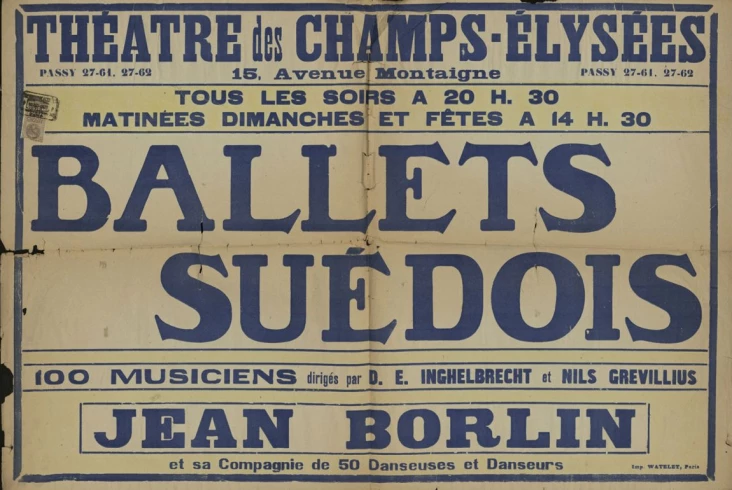 THÉATRE des CHAMPS-ÉLYSÉES
PASSY 27-61. 27-62 15, Avenue Montaigne PASSY 27-61. 27-62
TOUS LES SOIRS A 20 H. 30
MATINÉES DIMANCHES ET FÊTES A 14 H. 30
BALLETS
SUÉDOIS
100 MUSICIENS dirigés par D. E. INGHELBRECHT et NILS GREVILLIUS
JEAN BORLIN
et sa Compagnie de 50 Danseuses et Danseurs
Imp. WATELET, Paris